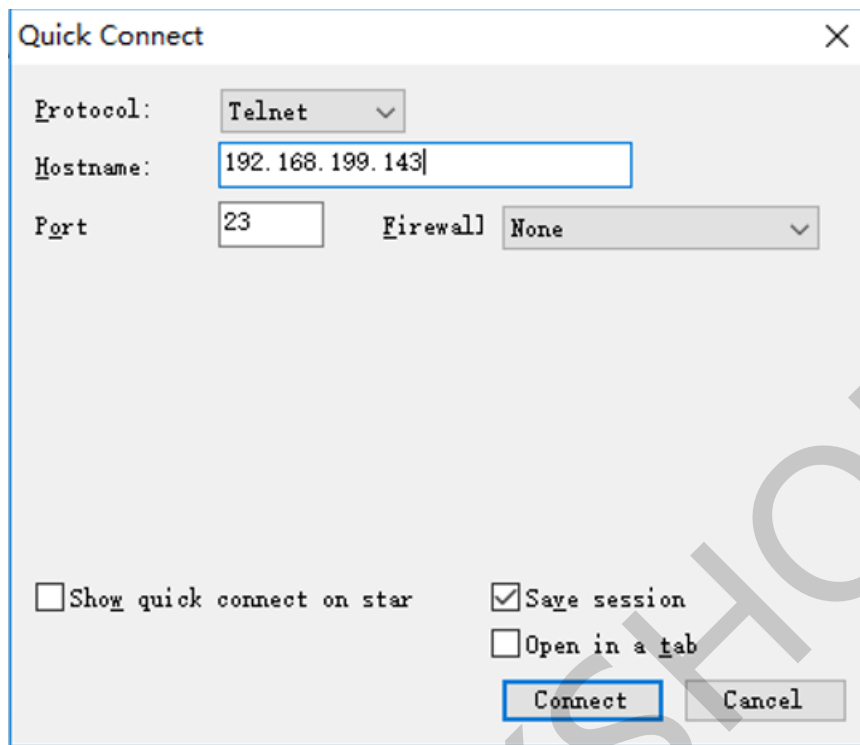 Quick Connect
Protocol: Telnet
Hostname: 192.168.199.143
Port 23 Firewall None
Show quick connect on star Save session
Open in a tab
Connect Cancel